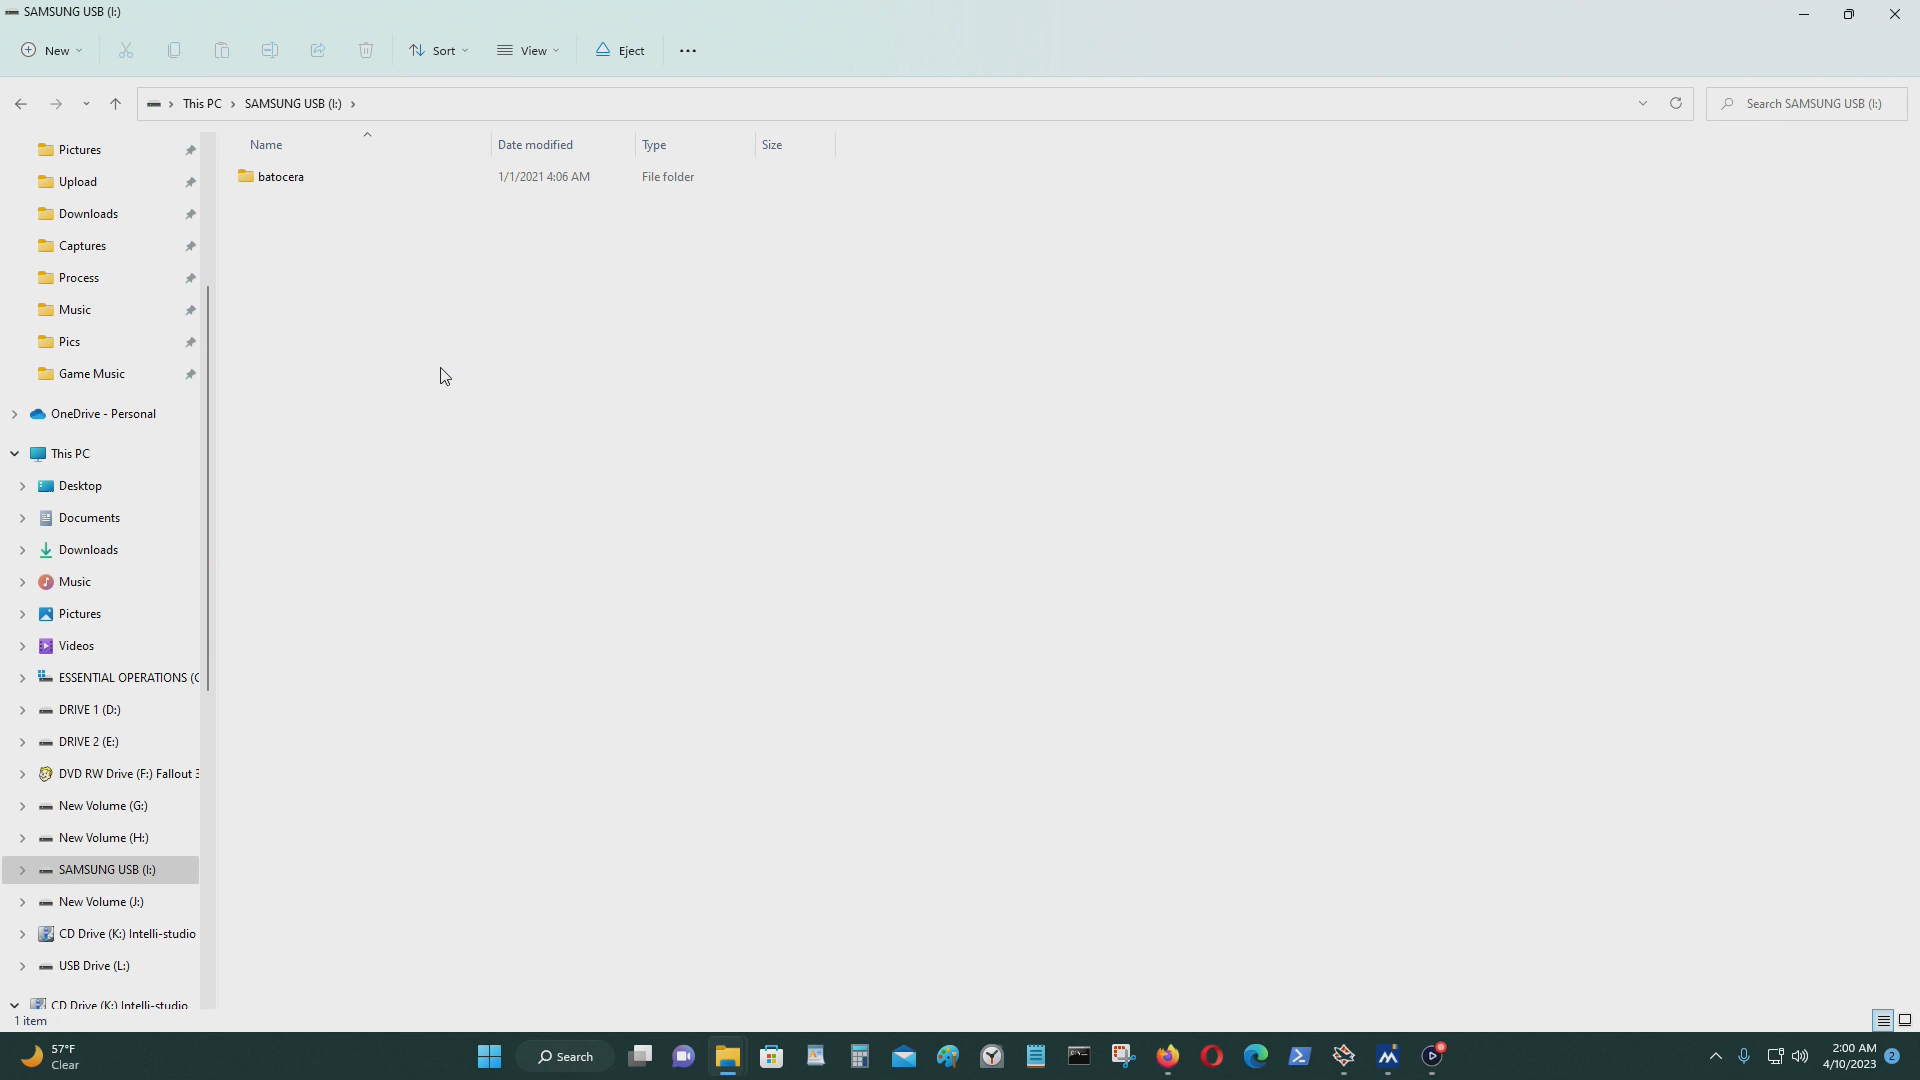 SAMSUNG USB (I:)
New
Sort
View
Eject
This PC
SAMSUNG USB (I:)
Search SAMSUNG USB (I:)
Name
Date modified
Type
Size
batocera
1/1/2021 4:06 AM
File folder
Pictures
Upload
Downloads
Captures
Process
Music
Pics
Game Music
OneDrive - Personal
This PC
Desktop
Documents
Downloads
Music
Pictures
Videos
ESSENTIAL OPERATIONS (C
DRIVE 1 (D:)
DRIVE 2 (E:)
DVD RW Drive (F:) Fallout 3
New Volume (G:)
New Volume (H:)
SAMSUNG USB (I:)
New Volume (J:)
CD Drive (K:) Intelli-studio
USB Drive (L:)
CD Drive (K:) Intelli-studio
1 item
57°F
Clear
Search
2:00 AM
4/10/2023
2